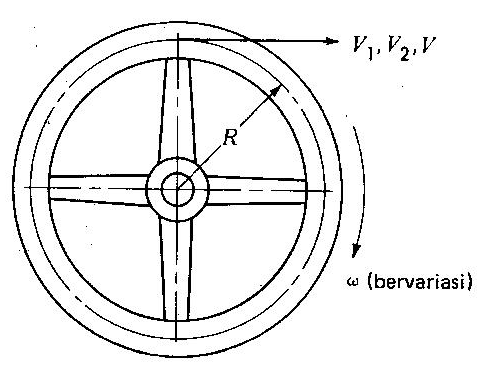 V₁, V₂, V
R
ω (bervariasi)